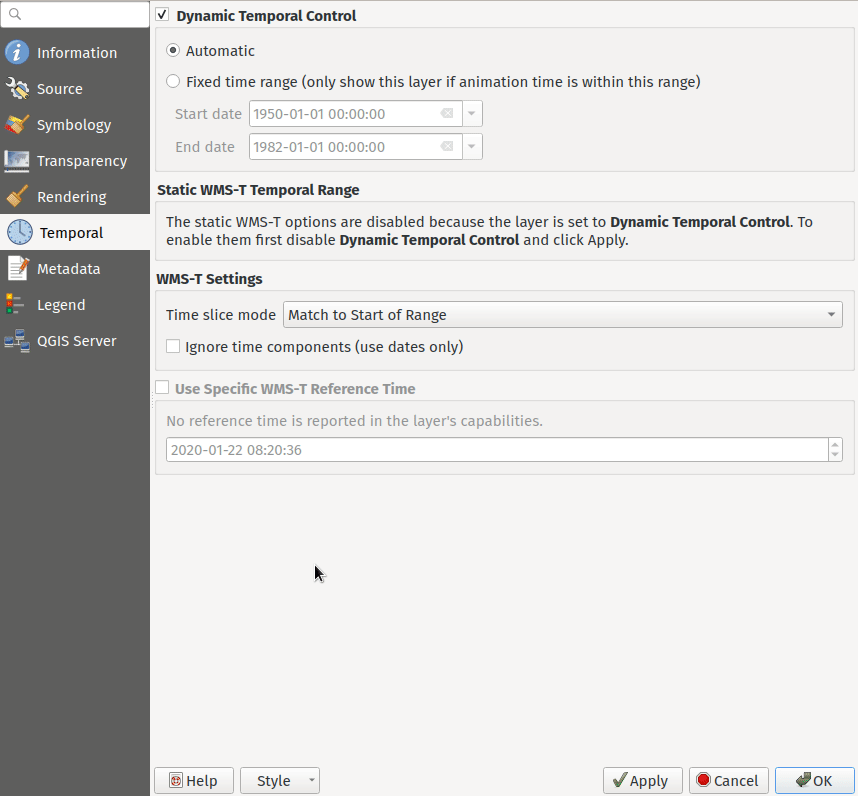 Information
Source
Symbology
Transparency
Rendering
Temporal
Metadata
Legend
QGIS Server
Dynamic Temporal Control
Automatic
Fixed time range (only show this layer if animation time is within this range)
Start date 1950-01-01 00:00:00
End date 1982-01-01 00:00:00
Static WMS-T Temporal Range
The static WMS-T options are disabled because the layer is set to Dynamic Temporal Control. To
enable them first disable Dynamic Temporal Control and click Apply.
WMS-T Settings
Time slice mode Match to Start of Range
Ignore time components (use dates only)
Use Specific WMS-T Reference Time
No reference time is reported in the layer's capabilities.
2020-01-22 08:20:36
Help Style Apply Cancel OK